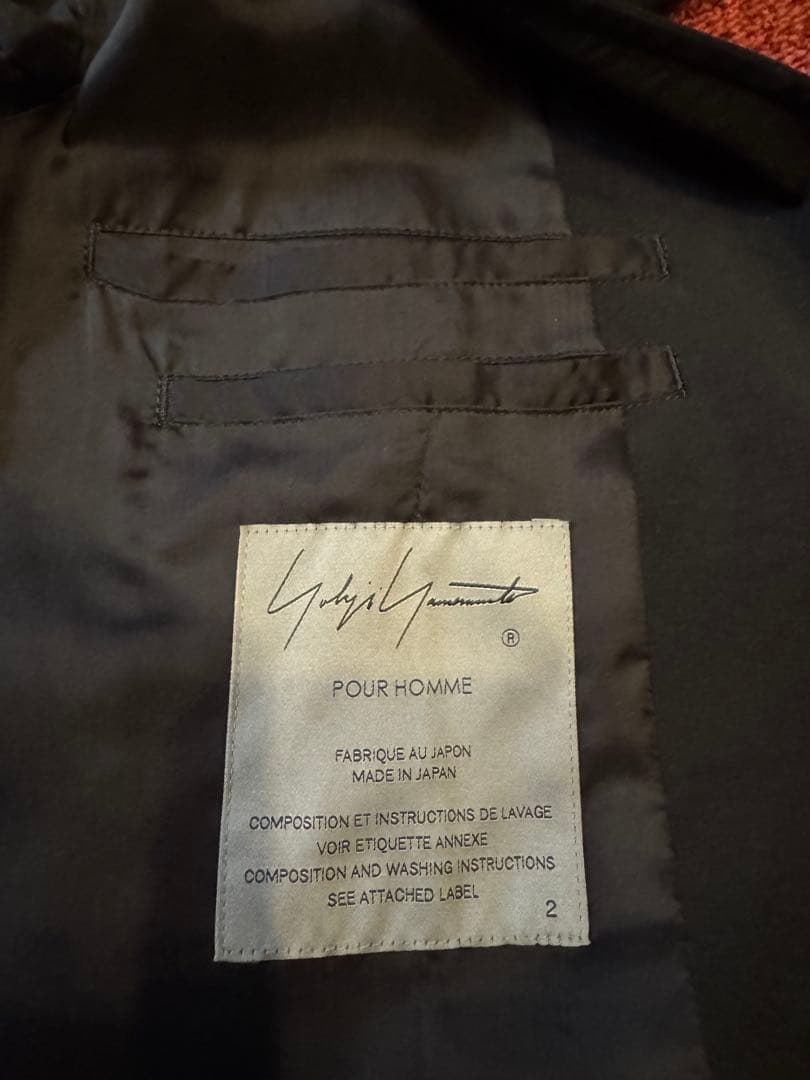 Yohji Yamamoto
®
POUR HOMME
FABRIQUE AU JAPON
MADE IN JAPAN
COMPOSITION ET INSTRUCTIONS DE LAVAGE
VOIR ETIQUETTE ANNEXE
COMPOSITION AND WASHING INSTRUCTIONS
SEE ATTACHED LABEL
2